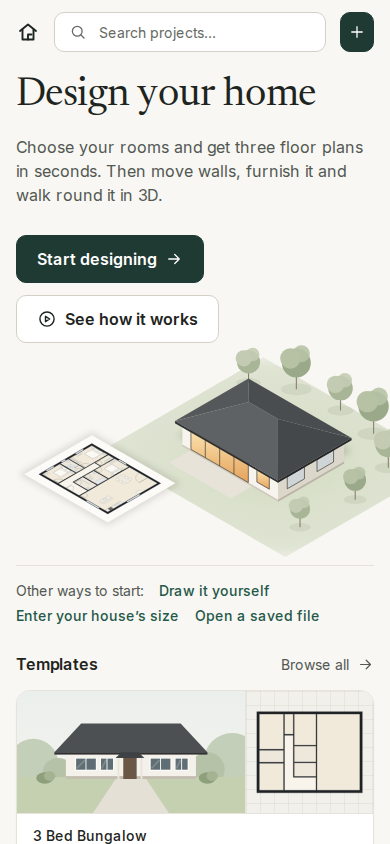 Search projects...
Design your home
Choose your rooms and get three floor plans
in seconds. Then move walls, furnish it and
walk round it in 3D.
Start designing
See how it works
Other ways to start: Draw it yourself
Enter your house’s size Open a saved file
Templates Browse all
3 Bed Bungalow